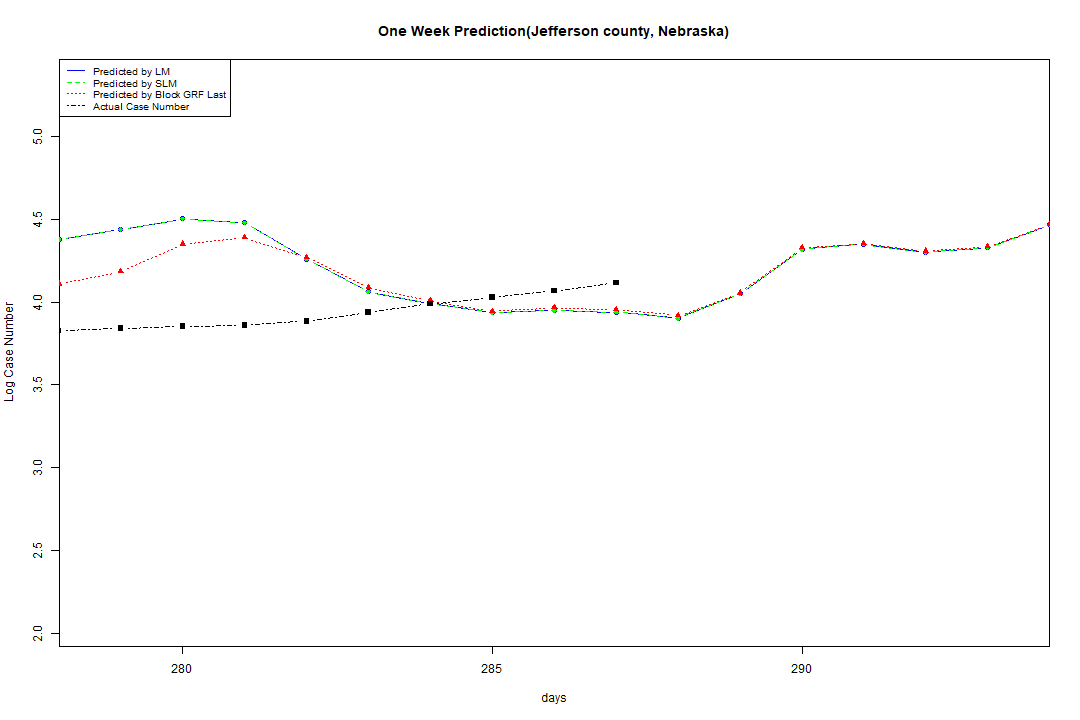 One Week Prediction(Jefferson county, Nebraska)
Predicted by LM
Predicted by SLM
Predicted by Block GRF Last
Actual Case Number
5.0
4.5
4.0
3.5
3.0
2.5
2.0
Log Case Number
280
285
290
days